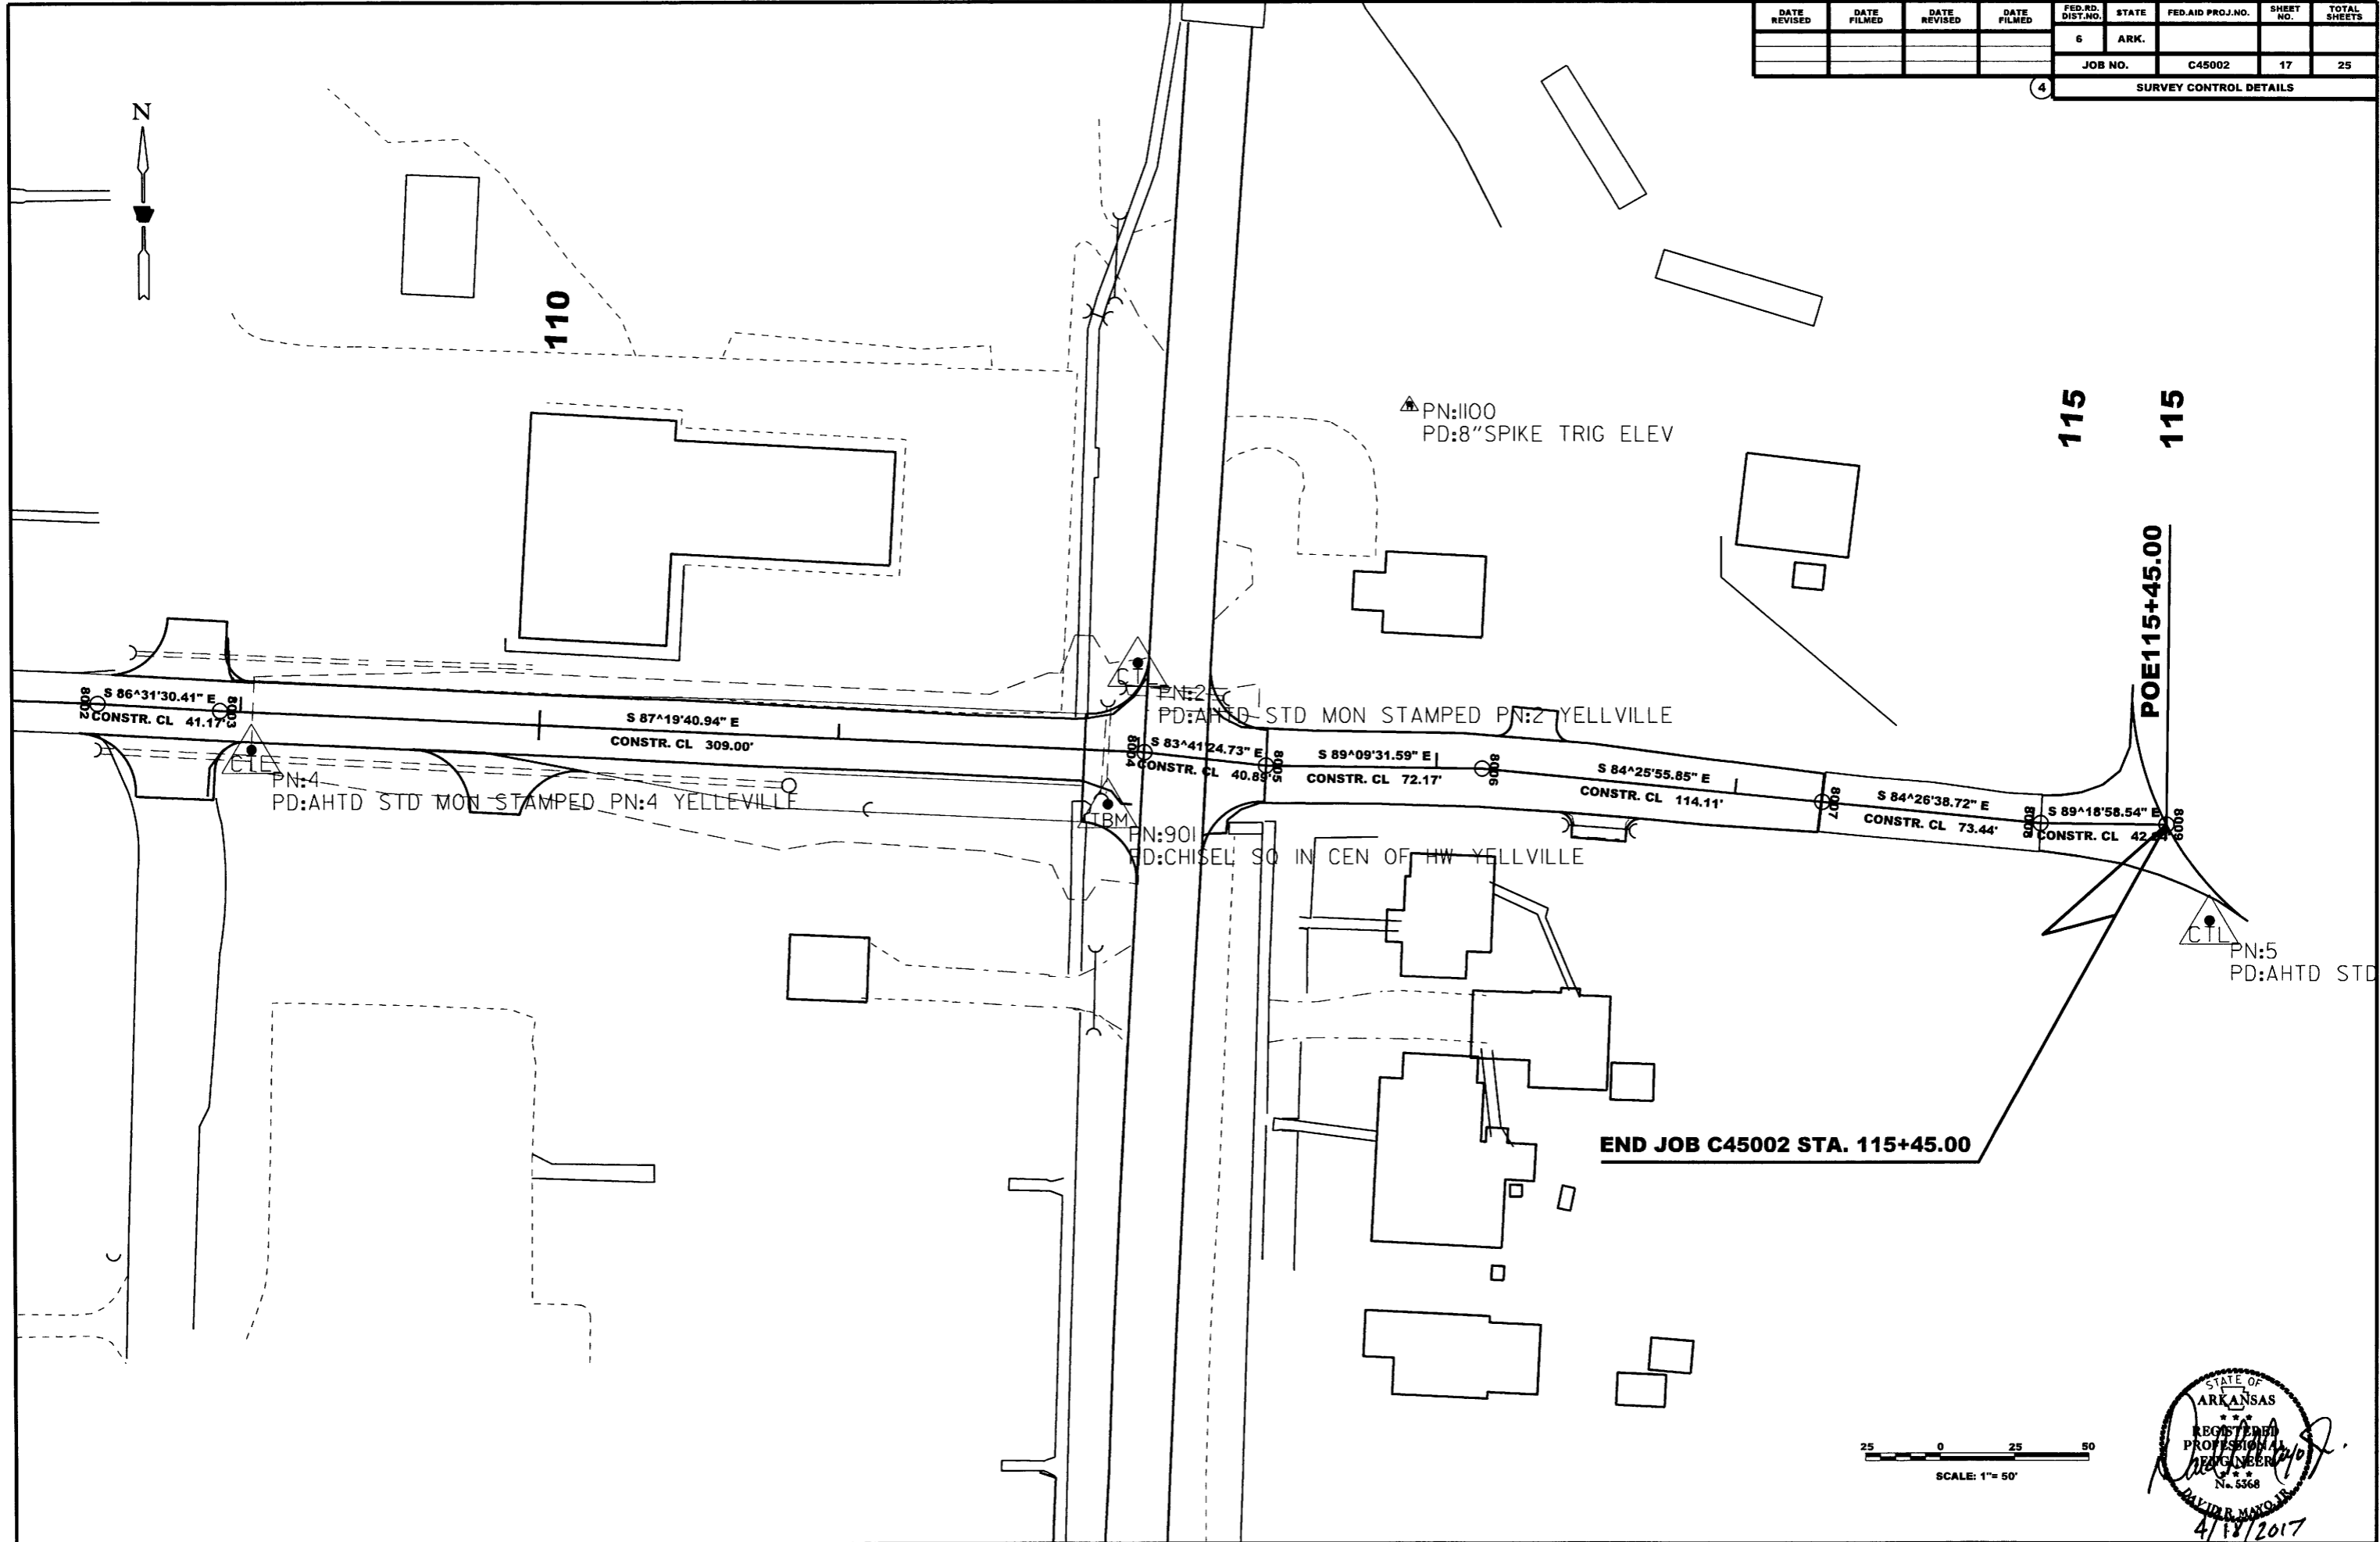 DATE REVISED
DATE FILMED
DATE REVISED
DATE FILMED
FED.RD. DIST.NO.
STATE
FED.AID PROJ.NO.
SHEET NO.
TOTAL SHEETS
6
ARK.
JOB NO.
C45002
17
25
4
SURVEY CONTROL DETAILS
N
110
115
115
PN:1100
PD:8"SPIKE TRIG ELEV
POE115+45.00
8002
S 86^31'30.41" E
CONSTR. CL 41.17'
8003
S 87^19'40.94" E
CONSTR. CL 309.00'
CTL
PN:4
PD:AHTD STD MON STAMPED PN:4 YELLEVILLE
CTL
PN:2
PD:AHTD STD MON STAMPED PN:2 YELLVILLE
8004
S 83^41'24.73" E
CONSTR. CL 40.89'
8005
S 89^09'31.59" E
CONSTR. CL 72.17'
8006
S 84^25'55.85" E
CONSTR. CL 114.11'
8007
S 84^26'38.72" E
CONSTR. CL 73.44'
8008
S 89^18'58.54" E
CONSTR. CL
8009
TBM
PN:901
PD:CHISEL SQ IN CEN OF HW YELLVILLE
CTL
PN:5
PD:AHTD STD
END JOB C45002 STA. 115+45.00
25 0 25 50
SCALE: 1"= 50'
STATE OF
ARKANSAS
REGISTERED
PROFESSIONAL
ENGINEER
No. 5368
DAVID R. MAYO, JR.
4/18/2017